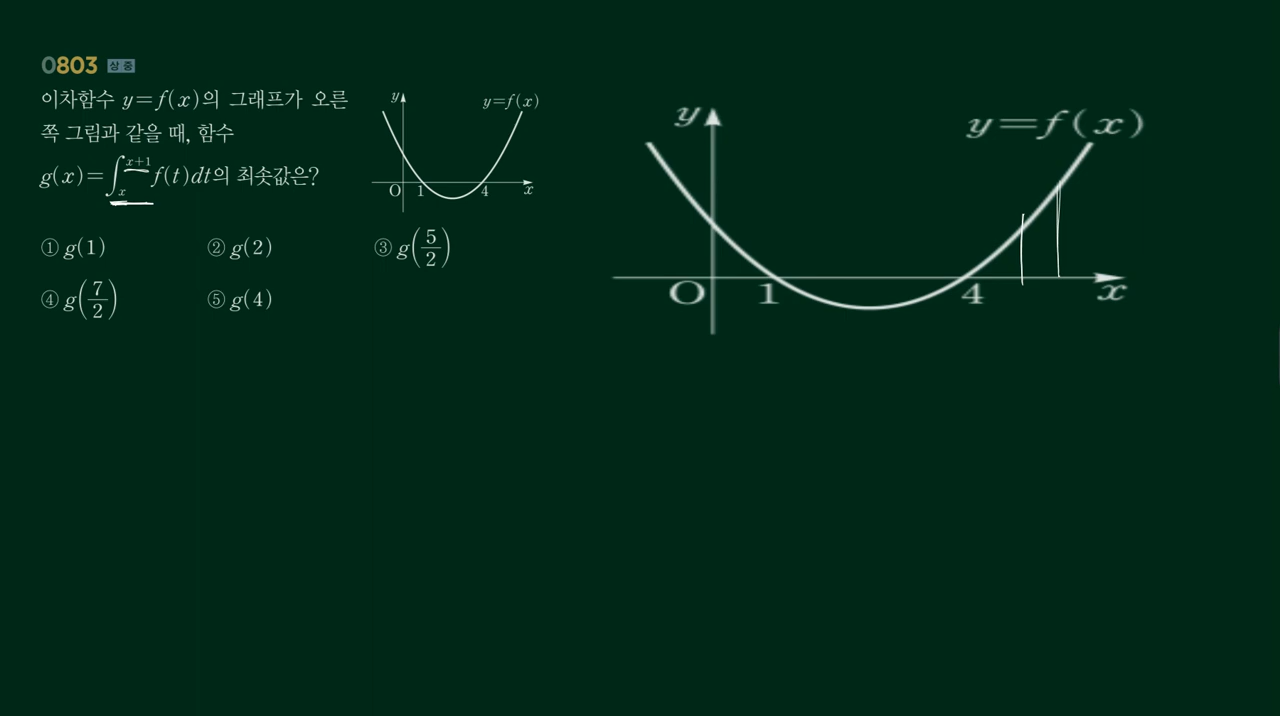 0803 상 중
이차함수 y=f(x)의 그래프가 오른
쪽 그림과 같을 때, 함수
g(x)=∫_x^{x+1} f(t)dt의 최솟값은?
① g(1) ② g(2) ③ g(5/2)
④ g(7/2) ⑤ g(4)
y y=f(x)
O 1 4 x
y y=f(x)
O 1 4 x